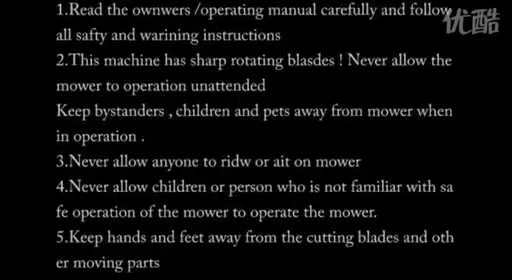 1.Read the ownwers /operating manual carefully and follow
all safty and warining instructions
2.This machine has sharp rotating blasdes ! Never allow the
mower to operation unattended
Keep bystanders , children and pets away from mower when
in operation .
3.Never allow anyone to ridw or ait on mower
4.Never allow children or person who is not familiar with sa
fe operation of the mower to operate the mower.
5.Keep hands and feet away from the cutting blades and oth
er moving parts
优酷